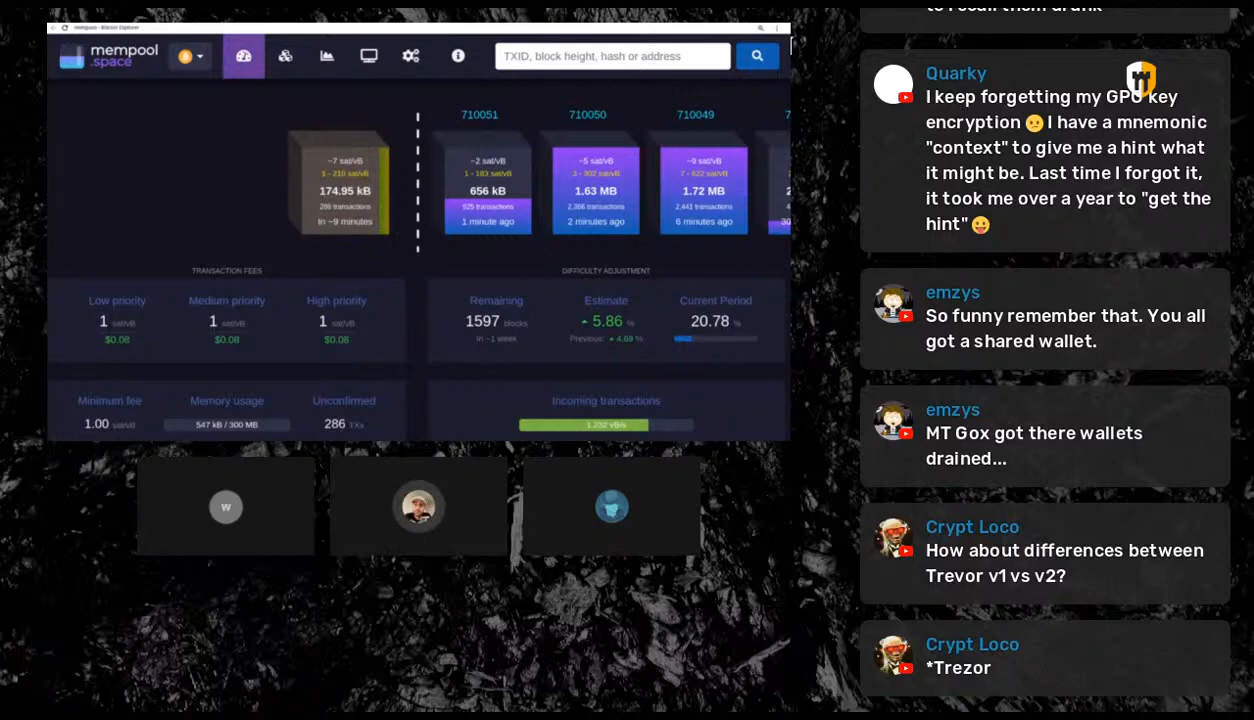 mempool - Bitcoin Explorer
mempool
.space
TXID, block height, hash or address
710051
710050
710049
7
~7 sat/vB
1 - 210 sat/vB
174.95 kB
286 transactions
In ~9 minutes
~2 sat/vB
1 - 183 sat/vB
656 kB
925 transactions
1 minute ago
~5 sat/vB
3 - 302 sat/vB
1.63 MB
2,366 transactions
2 minutes ago
~9 sat/vB
7 - 622 sat/vB
1.72 MB
2,441 transactions
6 minutes ago
2
30
TRANSACTION FEES
Low priority
Medium priority
High priority
1 sat/vB
1 sat/vB
1 sat/vB
$0.08
$0.08
$0.08
DIFFICULTY ADJUSTMENT
Remaining
Estimate
Current Period
1597 blocks
5.86 %
20.78 %
In ~1 week
Previous: 4.69 %
Minimum fee
Memory usage
Unconfirmed
1.00 sat/vB
547 kB / 300 MB
286 TXs
Incoming transactions
1,232 vB/s
W
to recall them drunk
Quarky
I keep forgetting my GPG key
encryption 😕 I have a mnemonic
"context" to give me a hint what
it might be. Last time I forgot it,
it took me over a year to "get the
hint" 😛
emzys
So funny remember that. You all
got a shared wallet.
emzys
MT Gox got there wallets
drained...
Crypt Loco
How about differences between
Trevor v1 vs v2?
Crypt Loco
*Trezor